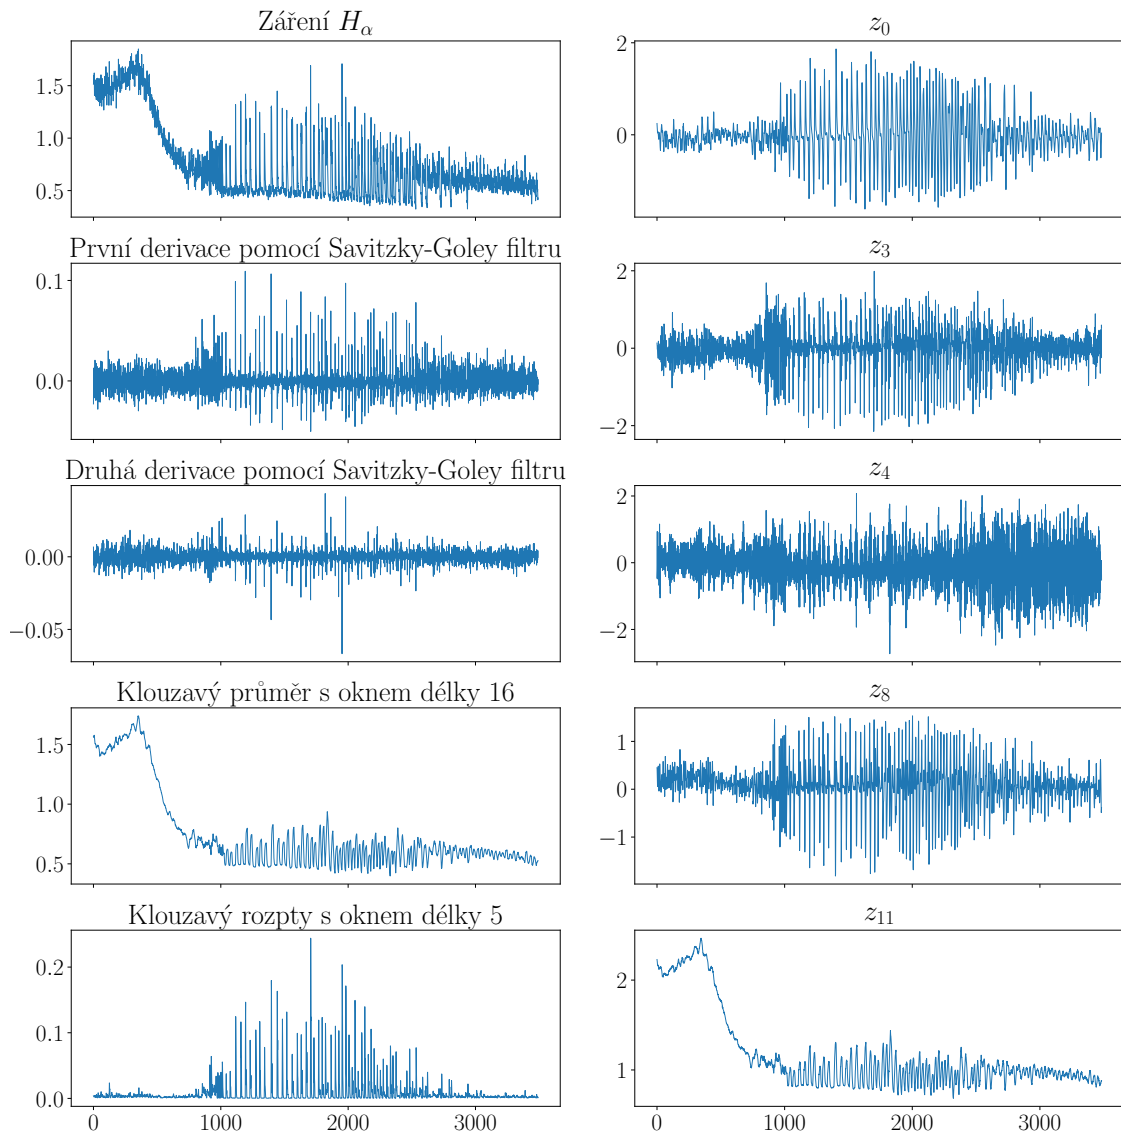 Záření $H_\alpha$
1.5
1.0
0.5
0
1000
2000
3000
$z_0$
2
0
První derivace pomocí Savitzky-Goley filtru
0.1
0.0
$z_3$
2
0
−2
Druhá derivace pomocí Savitzky-Goley filtru
0.00
−0.05
$z_4$
2
0
−2
Klouzavý průměr s oknem délky 16
1.5
1.0
0.5
$z_8$
1
0
−1
Klouzavý rozpty s oknem délky 5
0.2
0.1
0.0
0 1000 2000 3000
$z_{11}$
2
1
0 1000 2000 3000